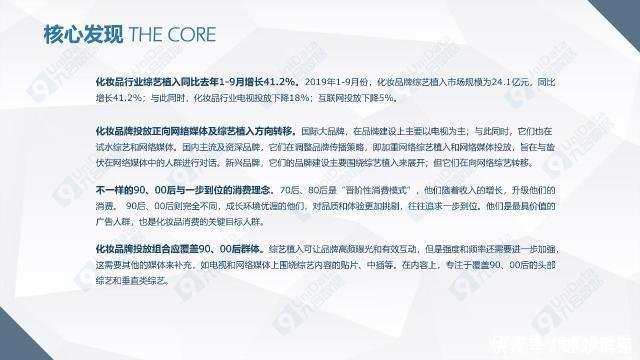 核心发现 THE CORE
化妆品行业综艺植入同比去年1-9月增长41.2%。2019年1-9月份，化妆品牌综艺植入市场规模为24.1亿元，同比
增长41.2%；与此同时，化妆品行业电视投放下降18%；互联网投放下降5%。
化妆品牌投放正向网络媒体及综艺植入方向转移。国际大品牌，在品牌建设上主要以电视为主；与此同时，它们也在
试水综艺和网络媒体。国内主流及资深品牌，它们在调整品牌传播策略，即加重网络综艺植入和网络媒体投放，旨在与蛰
伏在网络媒体中的人群进行对话。新兴品牌，它们的品牌建设主要围绕综艺植入来展开；但它们在向网络综艺转移。
不一样的90、00后与一步到位的消费理念。70后、80后是“晋阶性消费模式”，他们随着收入的增长，升级他们的
消费。 90后、00后则完全不同，成长环境优渥的他们，对品质和体验更加挑剔，往往追求一步到位。他们是最具价值的
广告人群，也是化妆品消费的关键目标人群。
化妆品牌投放组合应覆盖90、00后群体。综艺植入可让品牌高频曝光和有效互动，但是强度和频率还需要进一步加强，
这需要其他的媒体来补充，如电视和网络媒体上围绕综艺内容的贴片、中插等。在内容上，专注于覆盖90、00后的头部
综艺和垂直类综艺。
UniData
九合数据